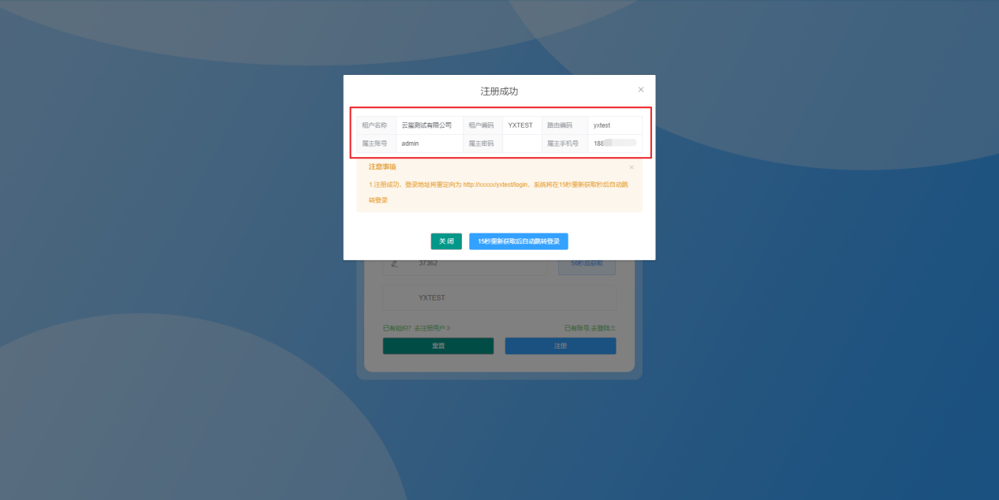 注册成功
租户名称 云玺测试有限公司 租户编码 YXTEST 路由编码 yxtest
属主账号 admin 属主密码 属主手机号 188
注意事项
1.注册成功，登录地址将重定向为 http://xxxxx/yxtest/login，系统将在15秒重新获取秒后自动跳
转登录
关 闭 15秒重新获取后自动跳转登录
37362 56秒后获取
YXTEST
已有组织？去注册用户 已有账号,去登陆
重置 注册